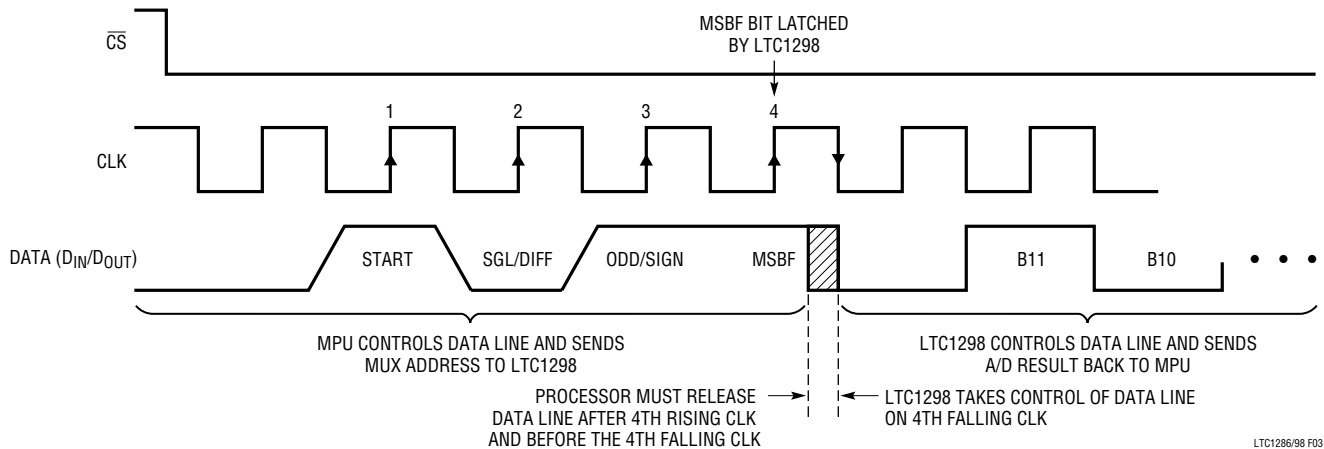 MSBF BIT LATCHED
BY LTC1298
CS
1 2 3 4
CLK
DATA (DIN/DOUT)
START SGL/DIFF ODD/SIGN MSBF B11 B10 • • •
MPU CONTROLS DATA LINE AND SENDS
MUX ADDRESS TO LTC1298
LTC1298 CONTROLS DATA LINE AND SENDS
A/D RESULT BACK TO MPU
PROCESSOR MUST RELEASE
DATA LINE AFTER 4TH RISING CLK
AND BEFORE THE 4TH FALLING CLK
LTC1298 TAKES CONTROL OF DATA LINE
ON 4TH FALLING CLK
LTC1286/98 F03